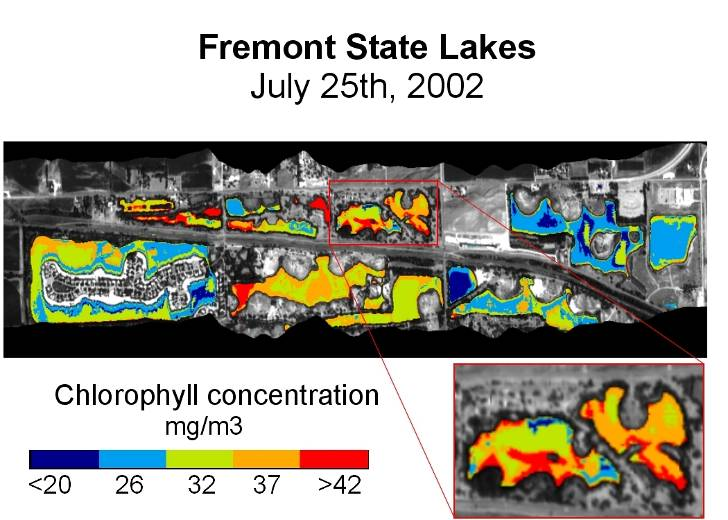 Fremont State Lakes
July 25th, 2002
Chlorophyll concentration
mg/m3
<20 26 32 37 >42